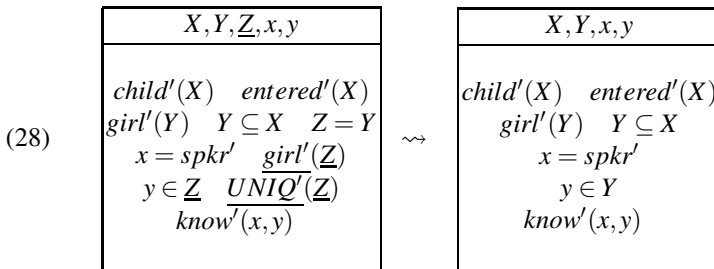 X, Y, Z, x, y
child′(X) entered′(X)
girl′(Y) Y ⊆ X Z = Y
x = spkr′ girl′(Z)
y ∈ Z UNIQ′(Z)
know′(x, y)
(28)
⇝
X, Y, x, y
child′(X) entered′(X)
girl′(Y) Y ⊆ X
x = spkr′
y ∈ Y
know′(x, y)